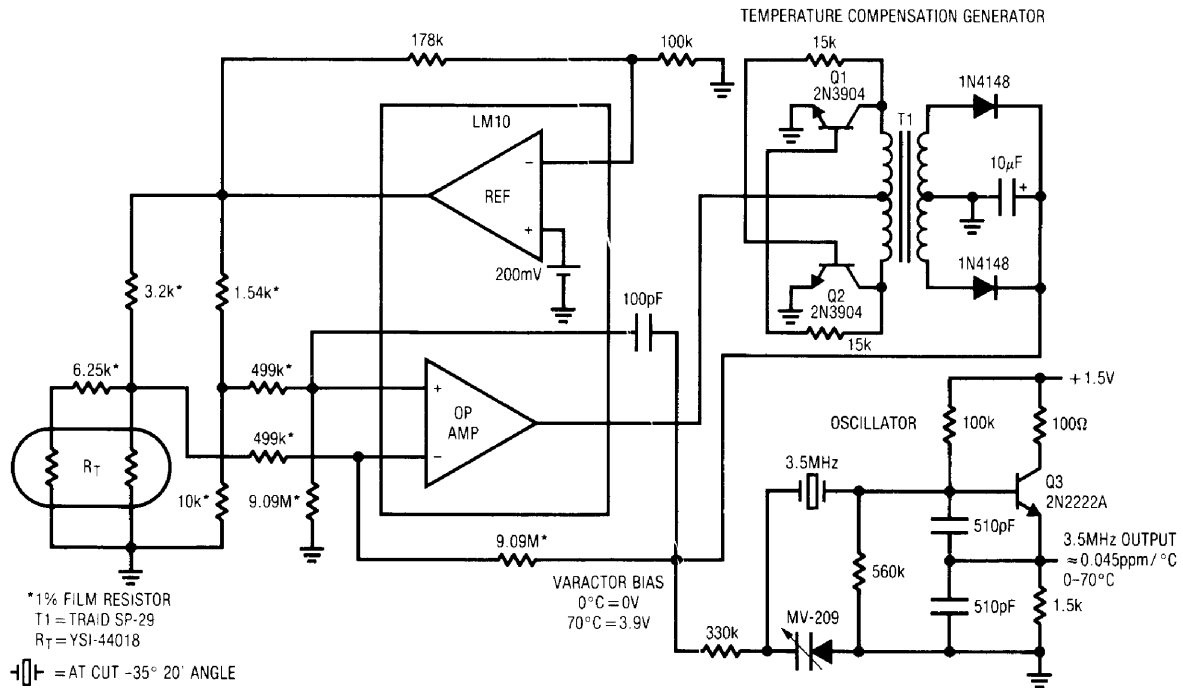 TEMPERATURE COMPENSATION GENERATOR
178k
100k
15k
Q1
2N3904
1N4148
LM10
T1
REF
−
+
200mV
10µF
+
1N4148
3.2k*
1.54k*
100pF
Q2
2N3904
15k
6.25k*
499k*
+
OP
AMP
−
499k*
RT
10k*
9.09M*
9.09M*
+1.5V
OSCILLATOR
100k
100Ω
3.5MHz
Q3
2N2222A
510pF
3.5MHz OUTPUT
≈0.045ppm/°C
0–70°C
560k
510pF
1.5k
VARACTOR BIAS
0°C=0V
70°C=3.9V
330k
MV-209
*1% FILM RESISTOR
T1=TRAID SP-29
RT=YSI-44018
=AT CUT -35° 20' ANGLE